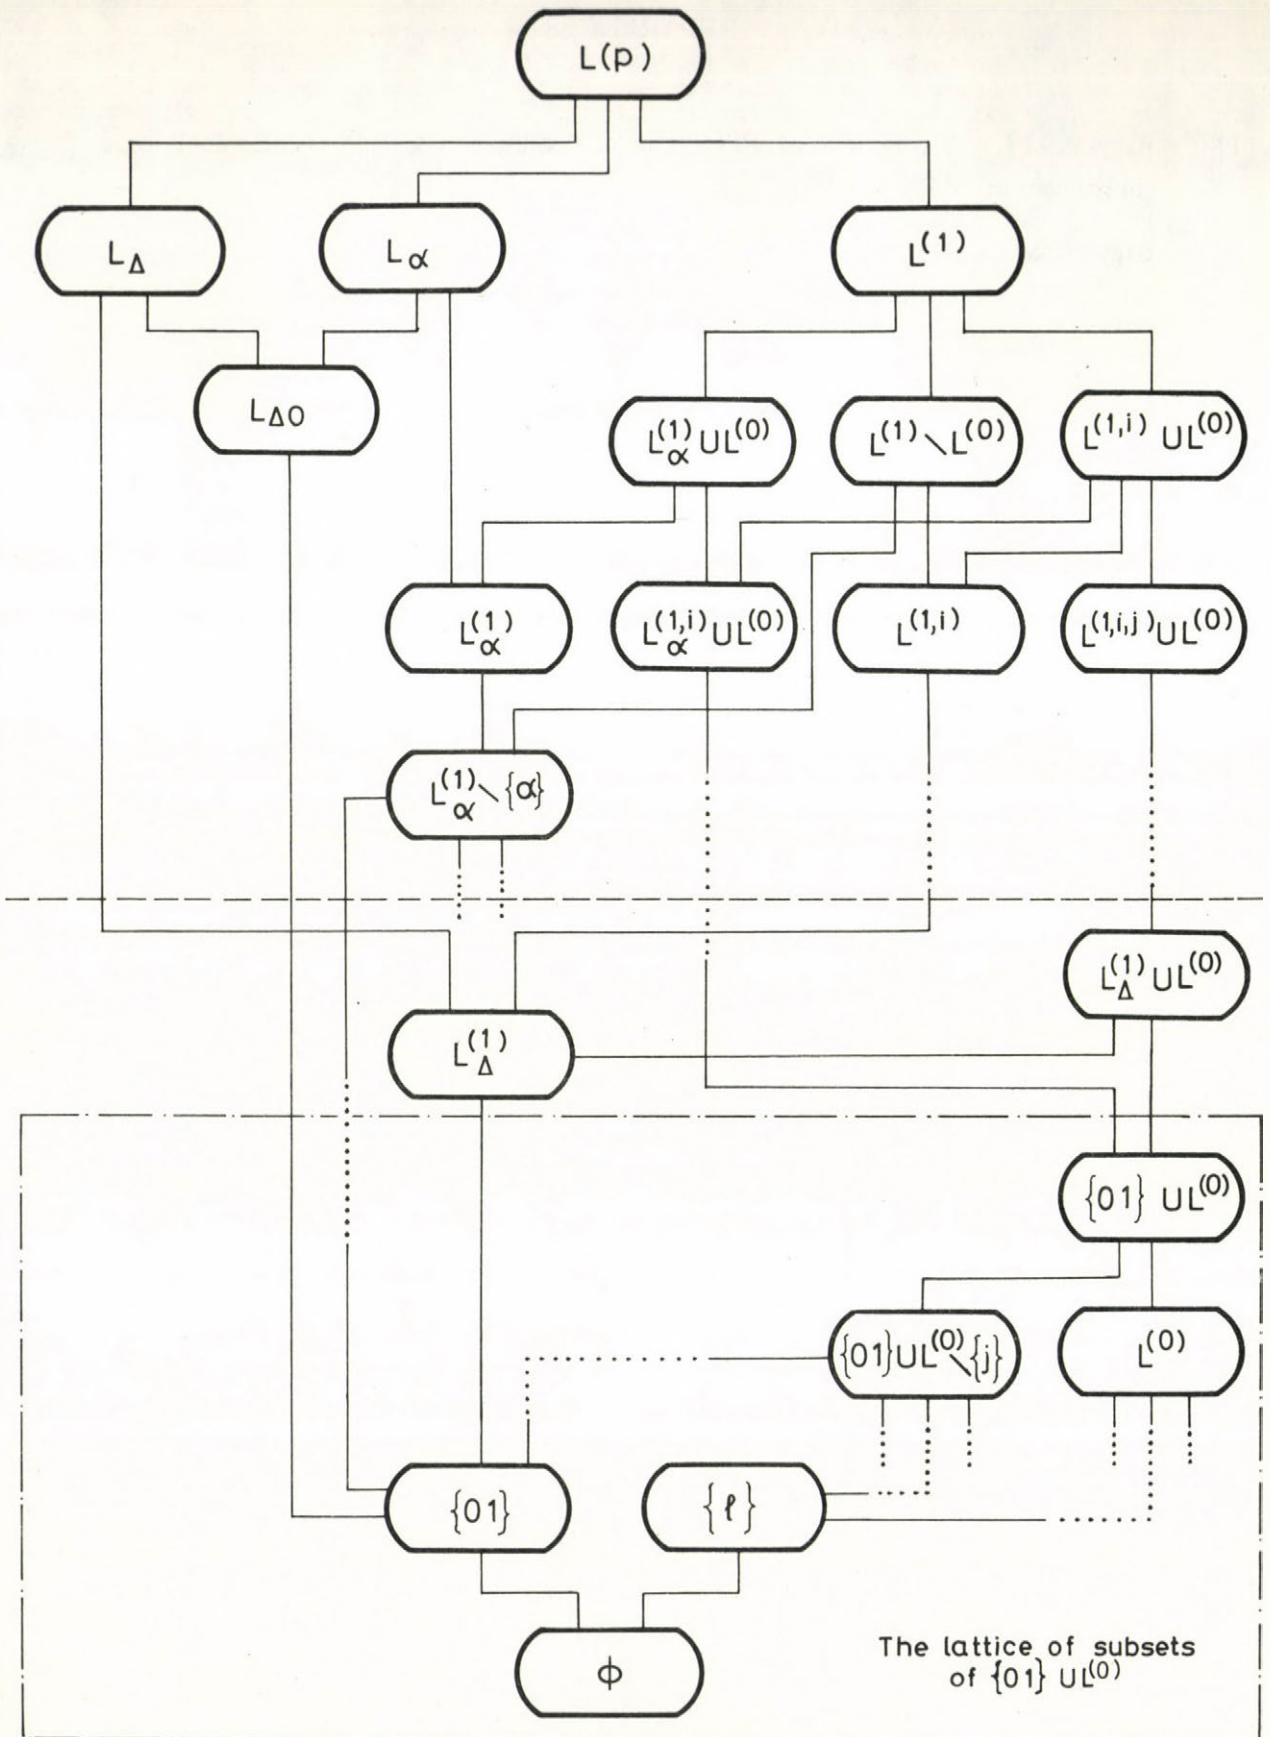 L(p)
L_Δ
L_α
L^(1)
L_Δ0
L_α^(1) ∪ L^(0)
L^(1) \ L^(0)
L^(1,i) ∪ L^(0)
L_α^(1)
L_α^(1,i) ∪ L^(0)
L^(1,i)
L^(1,i,j) ∪ L^(0)
L_α^(1) \ {α}
L_Δ^(1) ∪ L^(0)
L_Δ^(1)
{01} ∪ L^(0)
{01} ∪ L^(0) \ {j}
L^(0)
{01}
{ℓ}
ϕ
The lattice of subsets
of {01} ∪ L^(0)